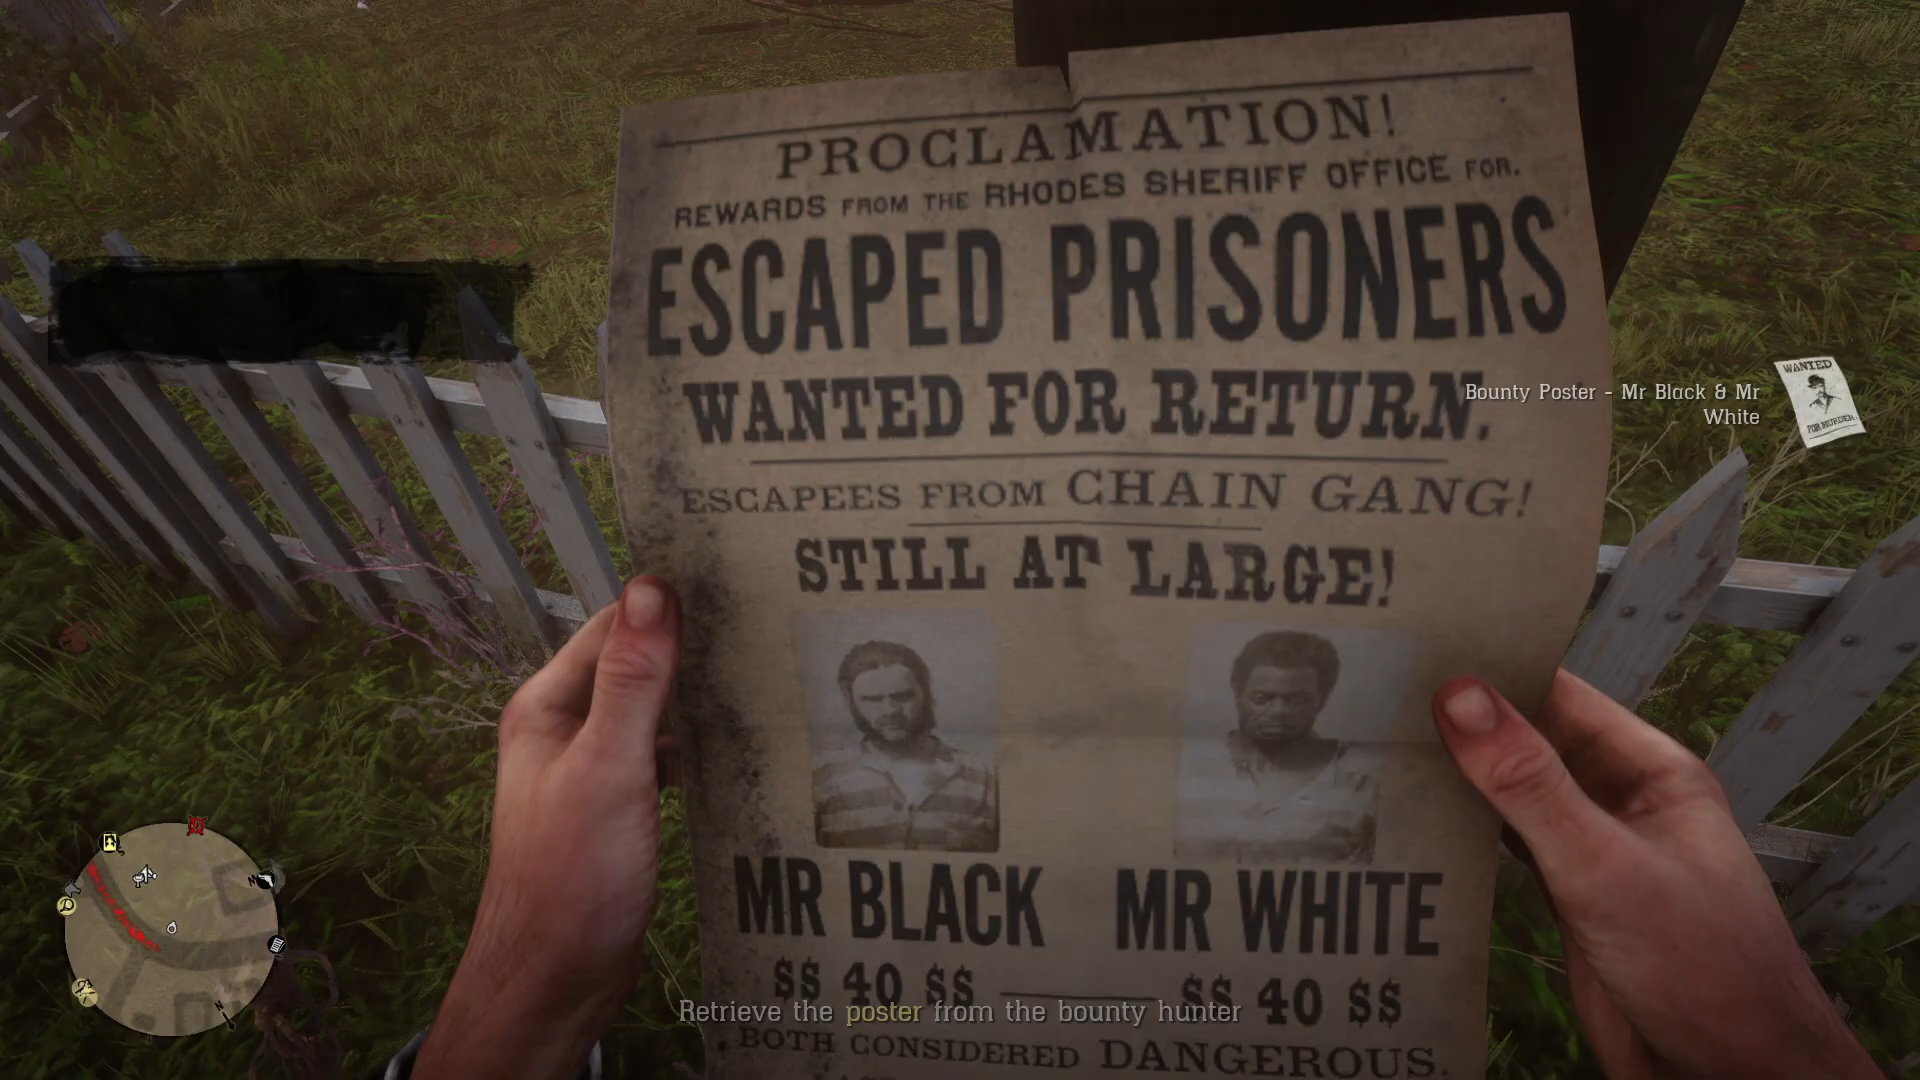 PROCLAMATION!
REWARDS FROM THE RHODES SHERIFF OFFICE FOR.
ESCAPED PRISONERS
WANTED FOR RETURN.
ESCAPEES FROM CHAIN GANG!
STILL AT LARGE!
MR BLACK MR WHITE
$$ 40 $$ $$ 40 $$
BOTH CONSIDERED DANGEROUS.
Bounty Poster - Mr Black & Mr
White
WANTED
FOR MURDER
Retrieve the poster from the bounty hunter
N